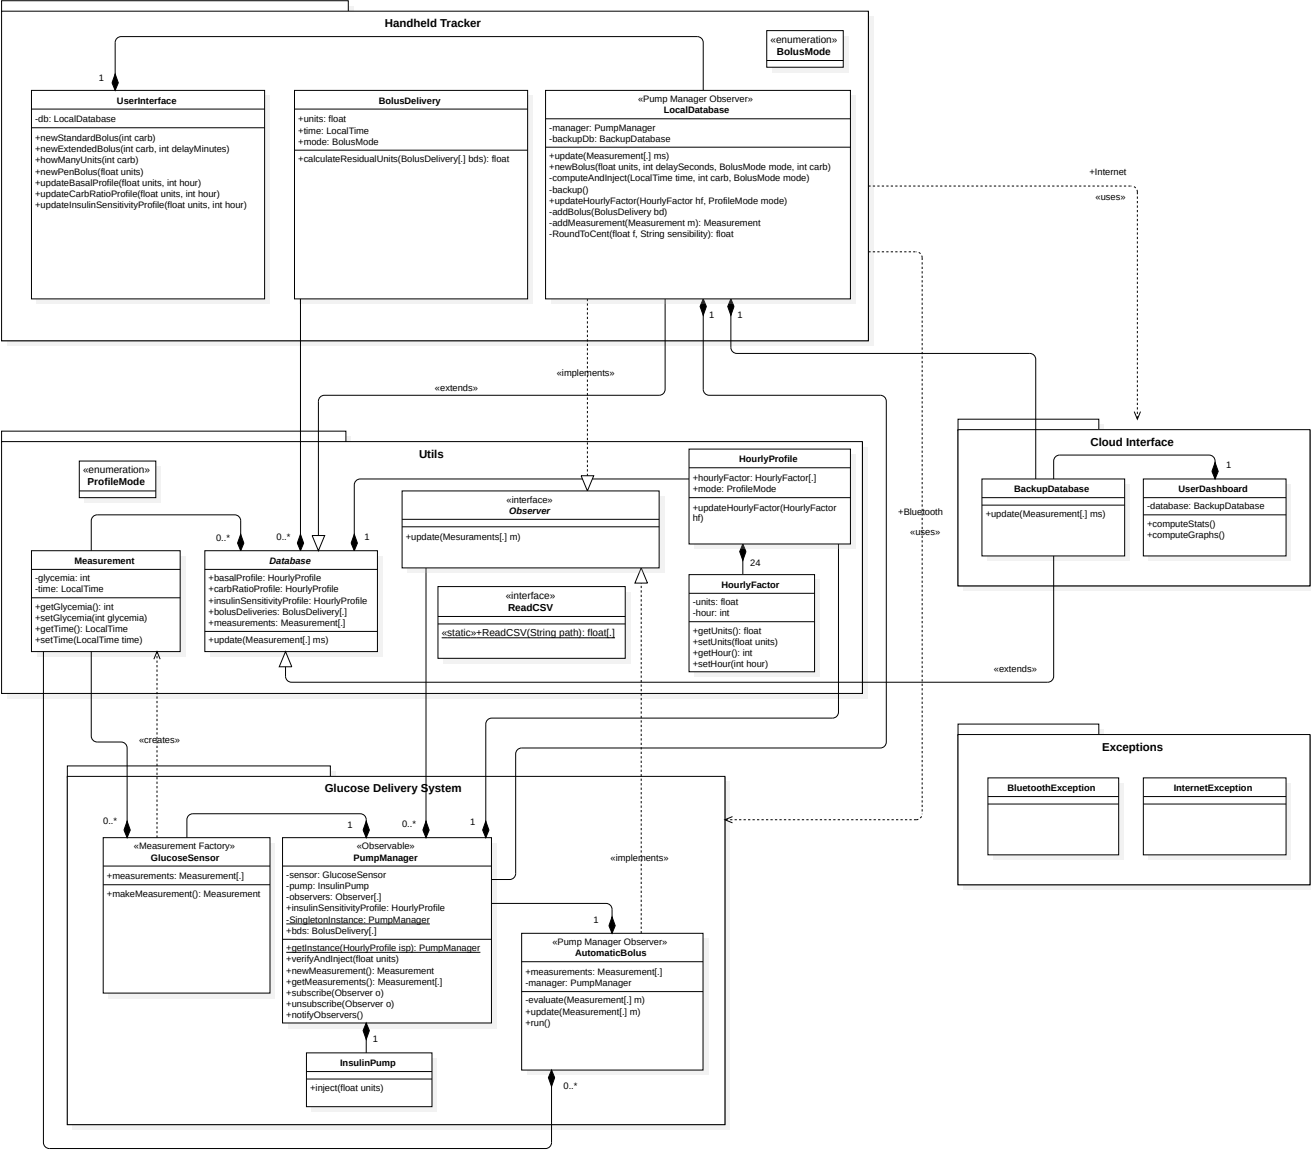 Handheld Tracker
«enumeration»
BolusMode
1
UserInterface
-db: LocalDatabase
+newStandardBolus(int carb)
+newExtendedBolus(int carb, int delayMinutes)
+howManyUnits(int carb)
+newPenBolus(float units)
+updateBasalProfile(float units, int hour)
+updateCarbRatioProfile(float units, int hour)
+updateInsulinSensitivityProfile(float units, int hour)
BolusDelivery
+units: float
+time: LocalTime
+mode: BolusMode
+calculateResidualUnits(BolusDelivery[.] bds): float
«Pump Manager Observer»
LocalDatabase
-manager: PumpManager
-backupDb: BackupDatabase
+update(Measurement[.] ms)
+newBolus(float units, int delaySeconds, BolusMode mode, int carb)
-computeAndInject(LocalTime time, int carb, BolusMode mode)
-backup()
+updateHourlyFactor(HourlyFactor hf, ProfileMode mode)
-addBolus(BolusDelivery bd)
-addMeasurement(Measurement m): Measurement
-RoundToCent(float f, String sensibility): float
+Internet
«uses»
1
1
«implements»
«extends»
Utils
«enumeration»
ProfileMode
0..*
0..*
1
Measurement
-glycemia: int
-time: LocalTime
+getGlycemia(): int
+setGlycemia(int glycemia)
+getTime(): LocalTime
+setTime(LocalTime time)
Database
+basalProfile: HourlyProfile
+carbRatioProfile: HourlyProfile
+insulinSensitivityProfile: HourlyProfile
+bolusDeliveries: BolusDelivery[.]
+measurements: Measurement[.]
+update(Measurement[.] ms)
«interface»
Observer
+update(Mesuraments[.] m)
«interface»
ReadCSV
«static»+ReadCSV(String path): float[.]
HourlyProfile
+hourlyFactor: HourlyFactor[.]
+mode: ProfileMode
+updateHourlyFactor(HourlyFactor
hf)
24
HourlyFactor
-units: float
-hour: int
+getUnits(): float
+setUnits(float units)
+getHour(): int
+setHour(int hour)
+Bluetooth
«uses»
Cloud Interface
1
BackupDatabase
+update(Measurement[.] ms)
UserDashboard
-database: BackupDatabase
+computeStats()
+computeGraphs()
«extends»
«creates»
Exceptions
BluetoothException
InternetException
Glucose Delivery System
0..*
1
0..*
1
«Measurement Factory»
GlucoseSensor
+measurements: Measurement[.]
+makeMeasurement(): Measurement
«Observable»
PumpManager
-sensor: GlucoseSensor
-pump: InsulinPump
-observers: Observer[.]
+insulinSensitivityProfile: HourlyProfile
-SingletonInstance: PumpManager
+bds: BolusDelivery[.]
+getInstance(HourlyProfile isp): PumpManager
+verifyAndInject(float units)
+newMeasurement(): Measurement
+getMeasurements(): Measurement[.]
+subscribe(Observer o)
+unsubscribe(Observer o)
+notifyObservers()
«implements»
1
«Pump Manager Observer»
AutomaticBolus
+measurements: Measurement[.]
-manager: PumpManager
-evaluate(Measurement[.] m)
+update(Measurement[.] m)
+run()
1
InsulinPump
+inject(float units)
0..*